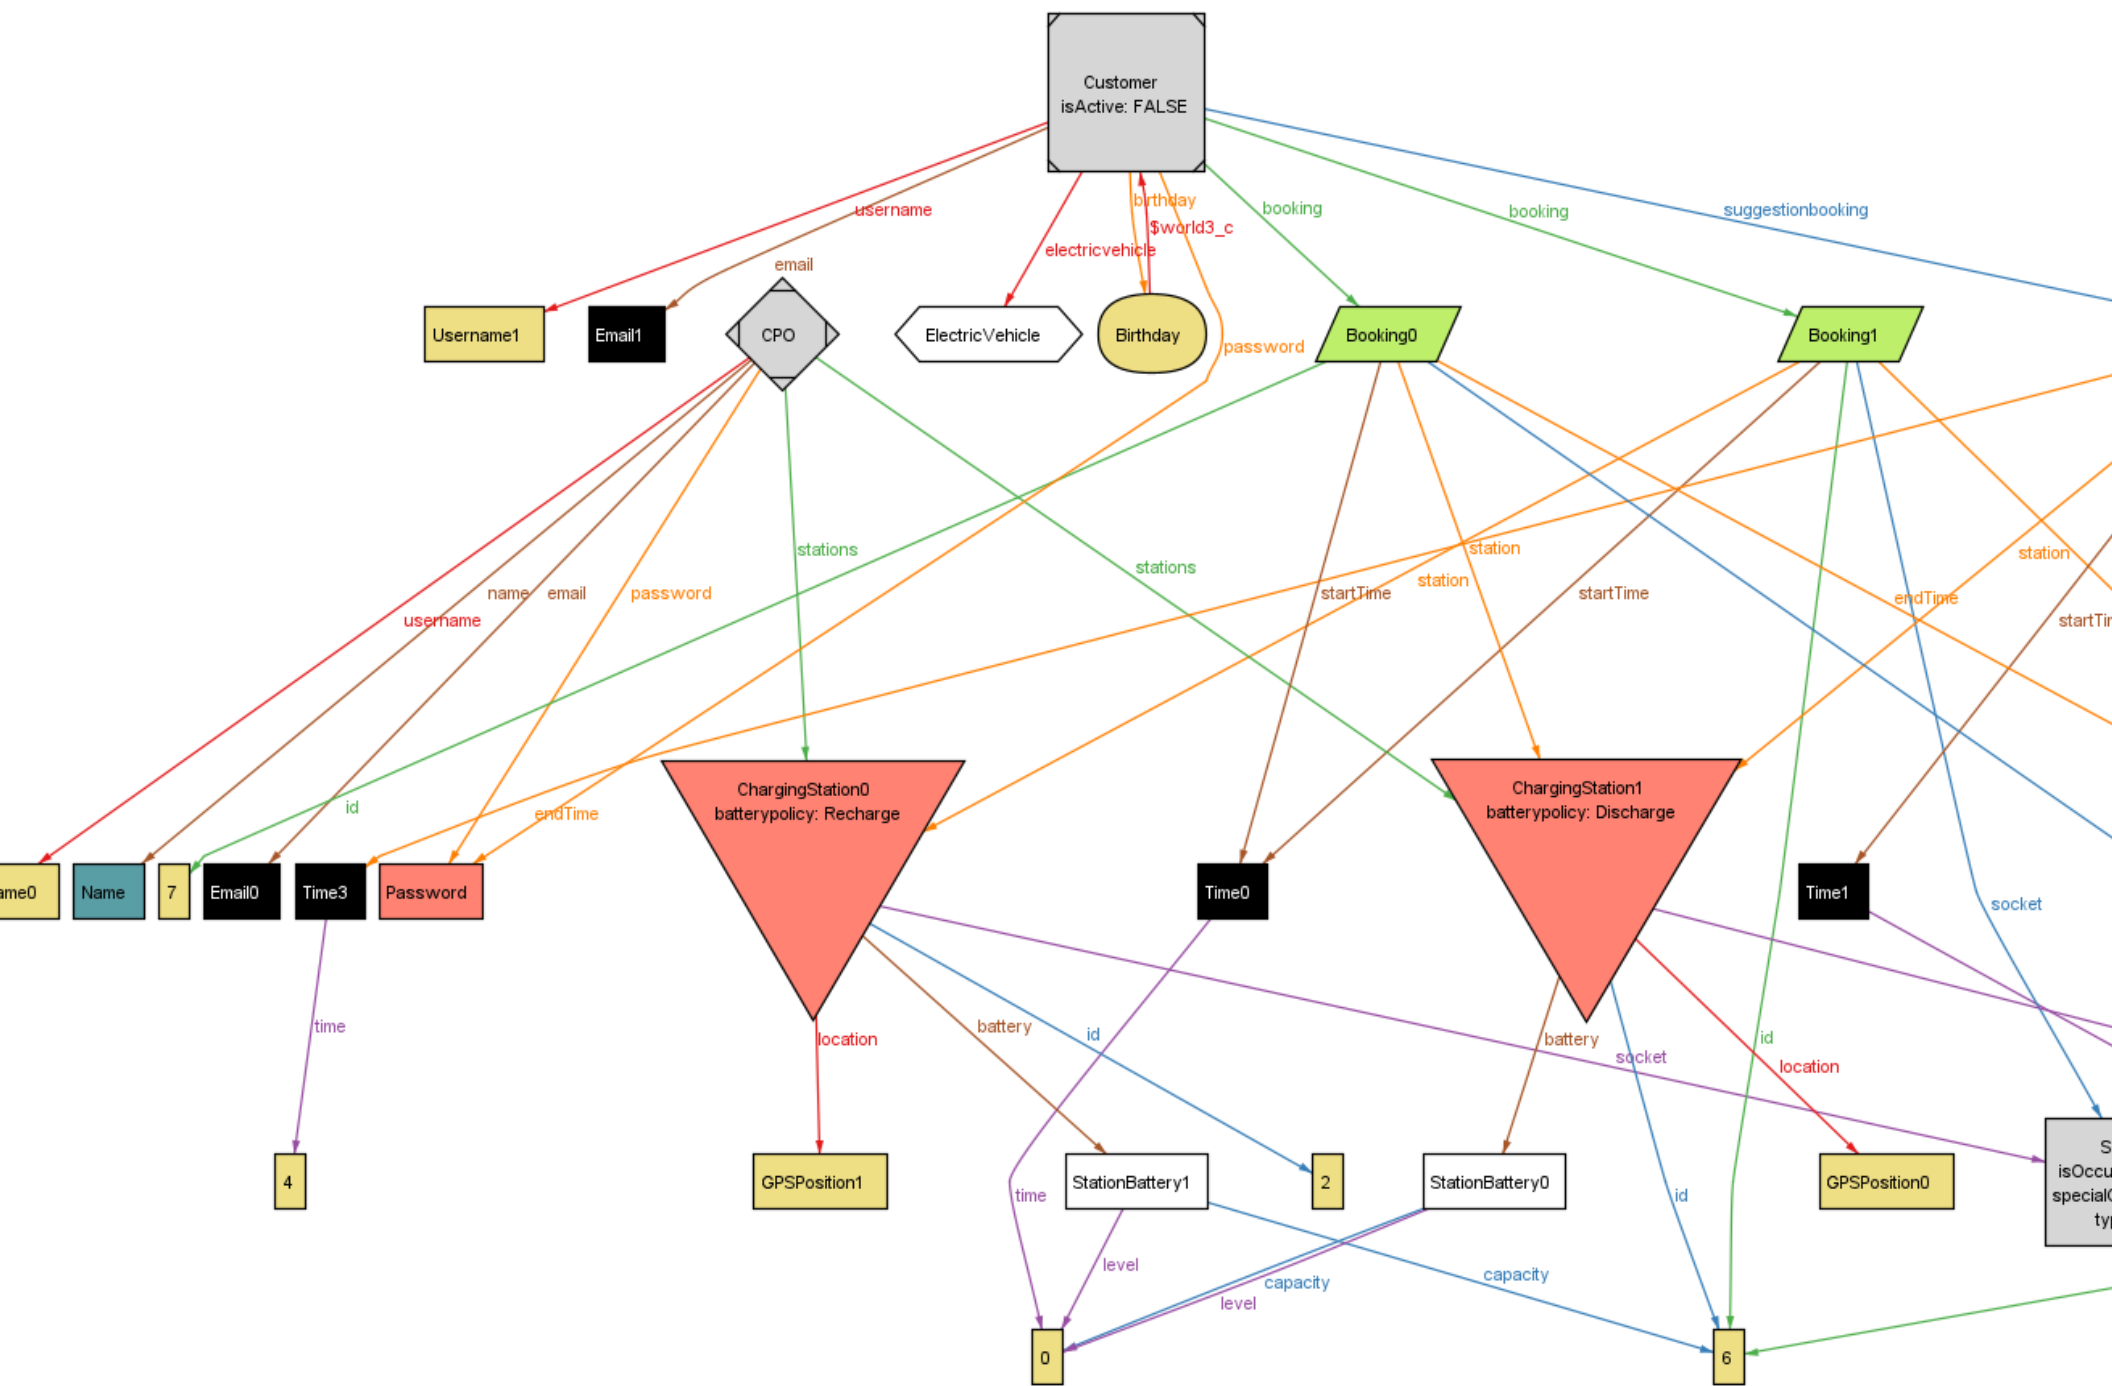 Customer
isActive: FALSE
username
birthday
booking
booking
suggestionbooking
$world3_c
electricvehicle
email
Username1
Email1
CPO
ElectricVehicle
Birthday
password
Booking0
Booking1
stations
stations
station
station
station
name
email
password
startTime
startTime
endTime
username
id
endTime
ChargingStation0
batterypolicy: Recharge
ChargingStation1
batterypolicy: Discharge
ame0
Name
7
Email0
Time3
Password
Time0
Time1
socket
time
location
battery
id
battery
socket
id
location
4
GPSPosition1
StationBattery1
2
StationBattery0
GPSPosition0
time
id
level
capacity
capacity
level
0
6